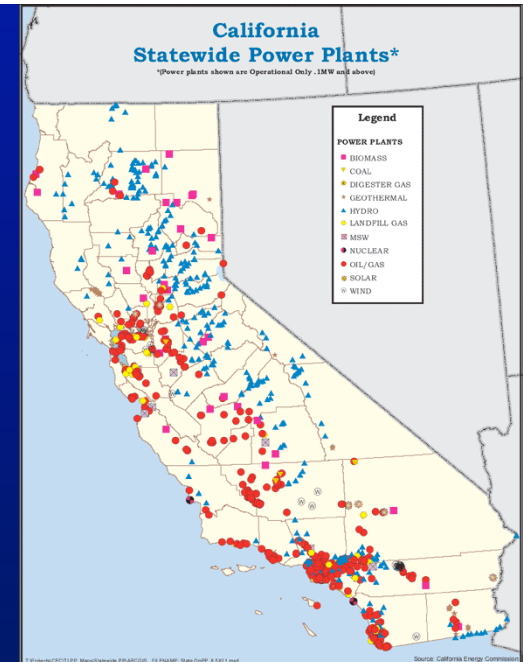 California
Statewide Power Plants*
*(Power plants shown are Operational Only .1MW and above)
Legend
POWER PLANTS
BIOMASS
COAL
DIGESTER GAS
GEOTHERMAL
HYDRO
LANDFILL GAS
MSW
NUCLEAR
OIL/GAS
SOLAR
WIND
Source: California Energy Commission